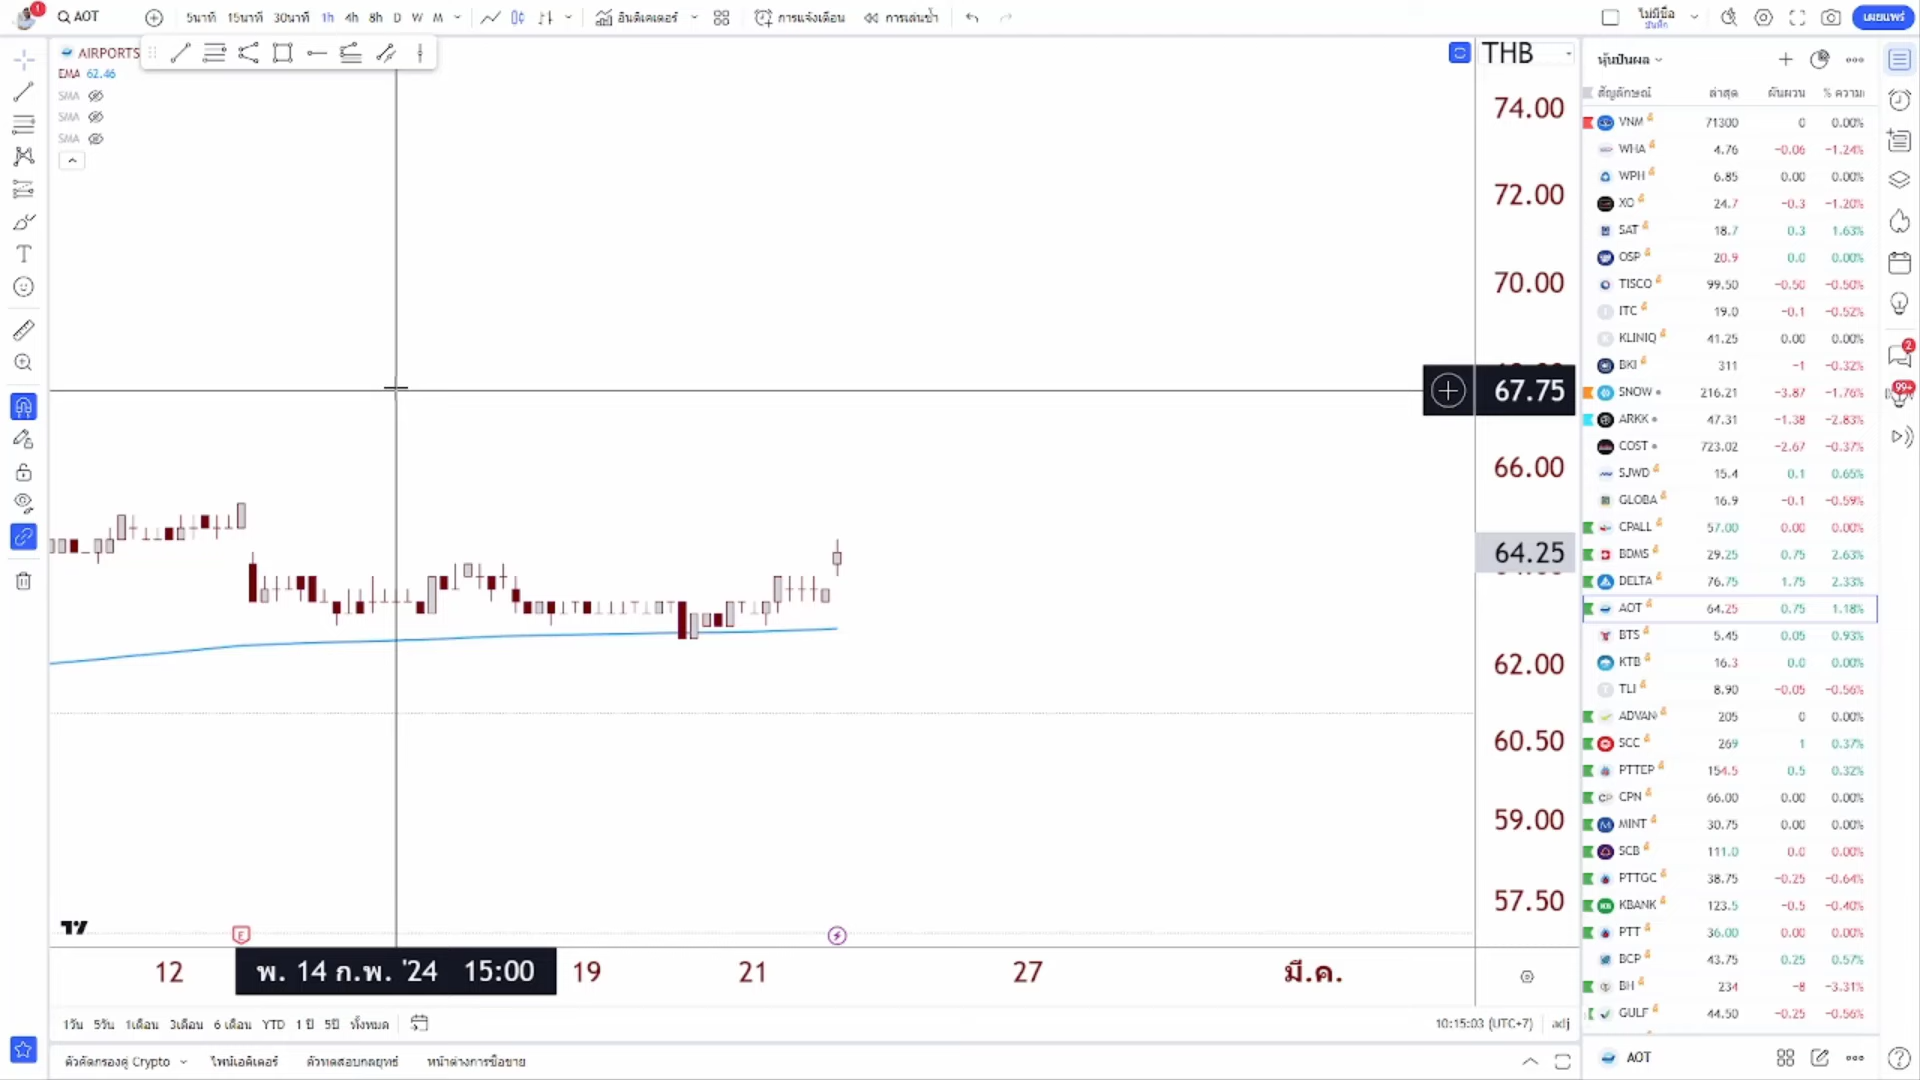 1
AOT
5นาที 15นาที 30นาที 1h 4h 8h D W M
อินดิเคเตอร์
การแจ้งเตือน
การเล่นซ้ำ
ไม่มีชื่อ
บันทึก
เผยแพร่
AIRPORTS
EMA 62.46
SMA
SMA
SMA
THB
74.00
72.00
70.00
67.75
66.00
64.25
62.00
60.50
59.00
57.50
E
12
พ. 14 ก.พ. '24 15:00
19
21
27
มี.ค.
1วัน 5วัน 1เดือน 3เดือน 6 เดือน YTD 1 ปี 5ปี ทั้งหมด
10:15:03 (UTC+7) adj
ตัวคัดกรองคู่ Crypto
ไพน์เอดิเตอร์
ตัวทดสอบกลยุทธ์
หน้าต่างการซื้อขาย
หุ้นปันผล
สัญลักษณ์ ล่าสุด ผันผวน % ความ
VNM 71300 0 0.00%
WHA 4.76 −0.06 −1.24%
WPH 6.85 0.00 0.00%
XO 24.7 −0.3 −1.20%
SAT 18.7 0.3 1.63%
OSP 20.9 0.0 0.00%
TISCO 99.50 −0.50 −0.50%
ITC 19.0 −0.1 −0.52%
KLINIQ 41.25 0.00 0.00%
BKI 311 −1 −0.32%
SNOW 216.21 −3.87 −1.76%
ARKK 47.31 −1.38 −2.83%
COST 723.02 −2.67 −0.37%
SJWD 15.4 0.1 0.65%
GLOBA 16.9 −0.1 −0.59%
CPALL 57.00 0.00 0.00%
BDMS 29.25 0.75 2.63%
DELTA 76.75 1.75 2.33%
AOT 64.25 0.75 1.18%
BTS 5.45 0.05 0.93%
KTB 16.3 0.0 0.00%
TLI 8.90 −0.05 −0.56%
ADVAN 205 0 0.00%
SCC 269 1 0.37%
PTTEP 154.5 0.5 0.32%
CPN 66.00 0.00 0.00%
MINT 30.75 0.00 0.00%
SCB 111.0 0.0 0.00%
PTTGC 38.75 −0.25 −0.64%
KBANK 123.5 −0.5 −0.40%
PTT 36.00 0.00 0.00%
BCP 43.75 0.25 0.57%
BH 234 −8 −3.31%
GULF 44.50 −0.25 −0.56%
AOT
2
99+